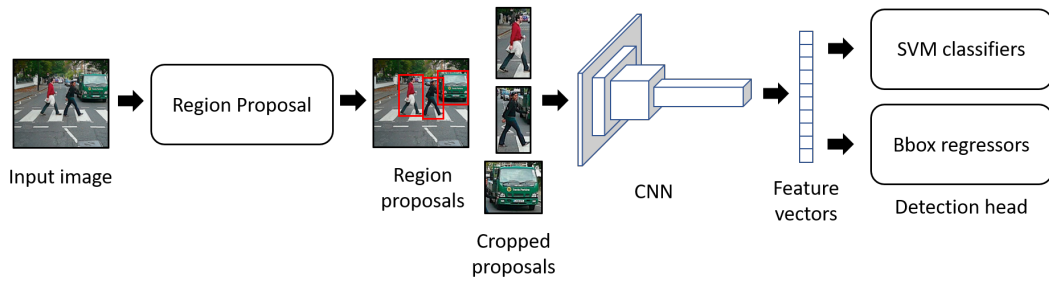 Input image
Region Proposal
Region
proposals
Cropped
proposals
CNN
Feature
vectors
SVM classifiers
Bbox regressors
Detection head